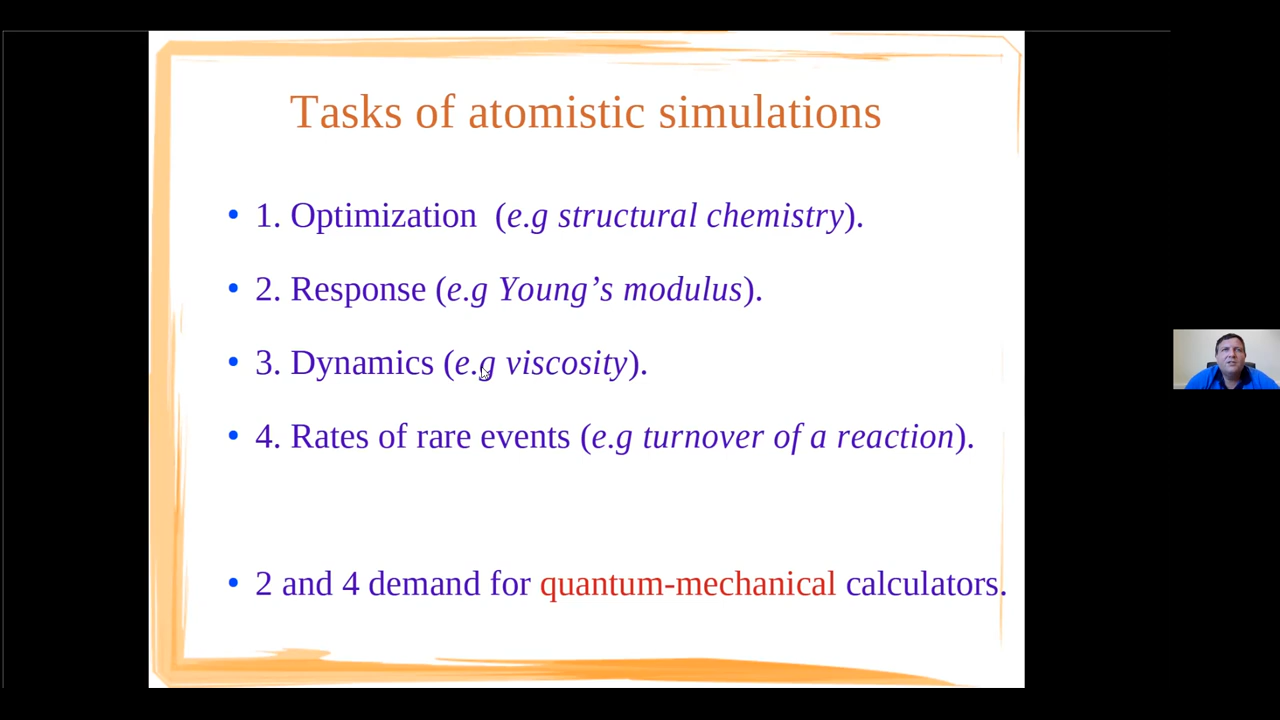 Tasks of atomistic simulations
• 1. Optimization (e.g structural chemistry).
• 2. Response (e.g Young’s modulus).
• 3. Dynamics (e.g viscosity).
• 4. Rates of rare events (e.g turnover of a reaction).
• 2 and 4 demand for quantum-mechanical calculators.